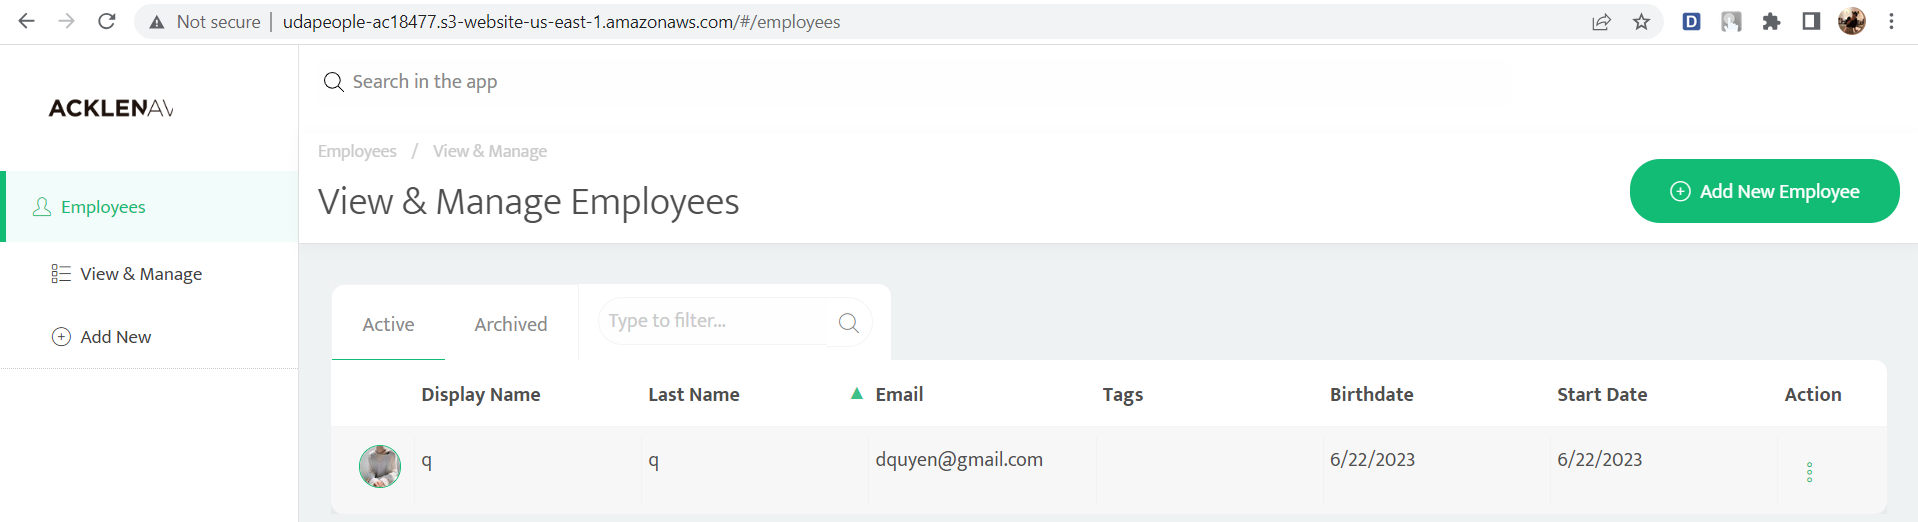 Not secure | udapeople-ac18477.s3-website-us-east-1.amazonaws.com/#/employees
D
Search in the app
ACKLENAV
Employees / View & Manage
View & Manage Employees
Add New Employee
Employees
View & Manage
Add New
Active Archived Type to filter...
Display Name Last Name ▲ Email Tags Birthdate Start Date Action
q q dquyen@gmail.com 6/22/2023 6/22/2023